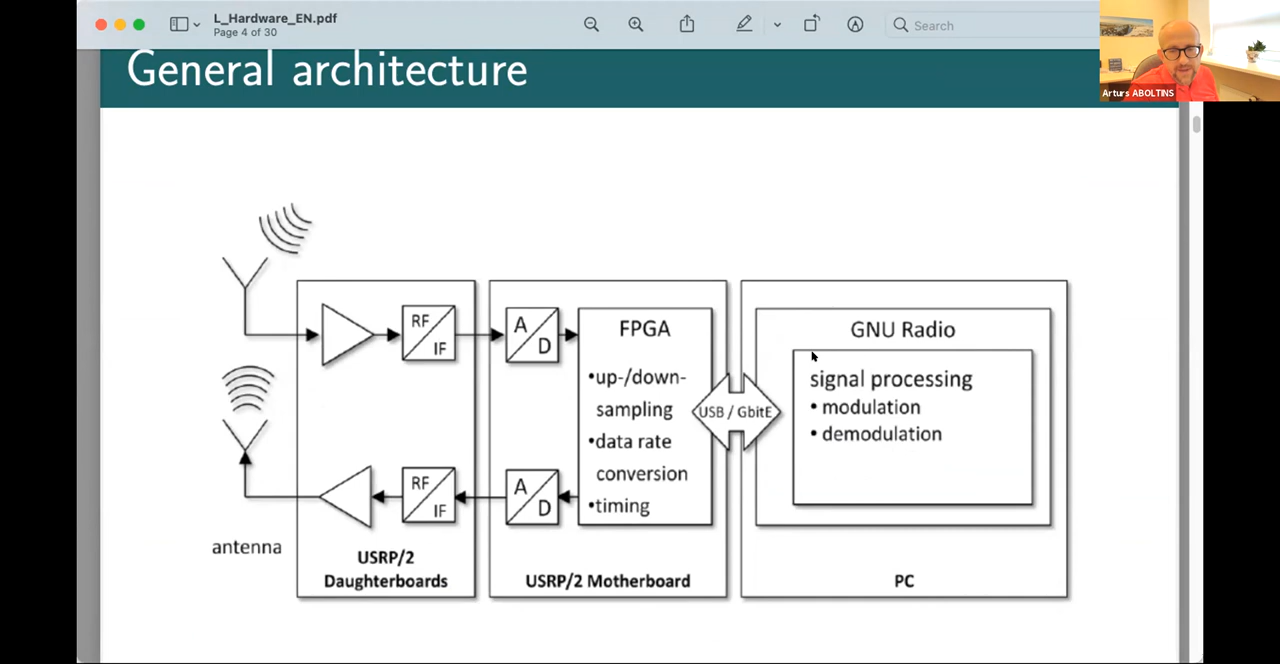 L_Hardware_EN.pdf
Page 4 of 30
Search
Arturs ABOLTINS
General architecture
RF
IF
A
D
FPGA
•up-/down-
sampling
•data rate
conversion
•timing
USB / GbitE
GNU Radio
signal processing
• modulation
• demodulation
RF
IF
A
D
antenna
USRP/2
Daughterboards
USRP/2 Motherboard
PC